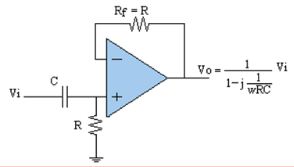 Rf = R
C
Vi
−
+
R
Vo = 1 / 1-j 1/wRC Vi